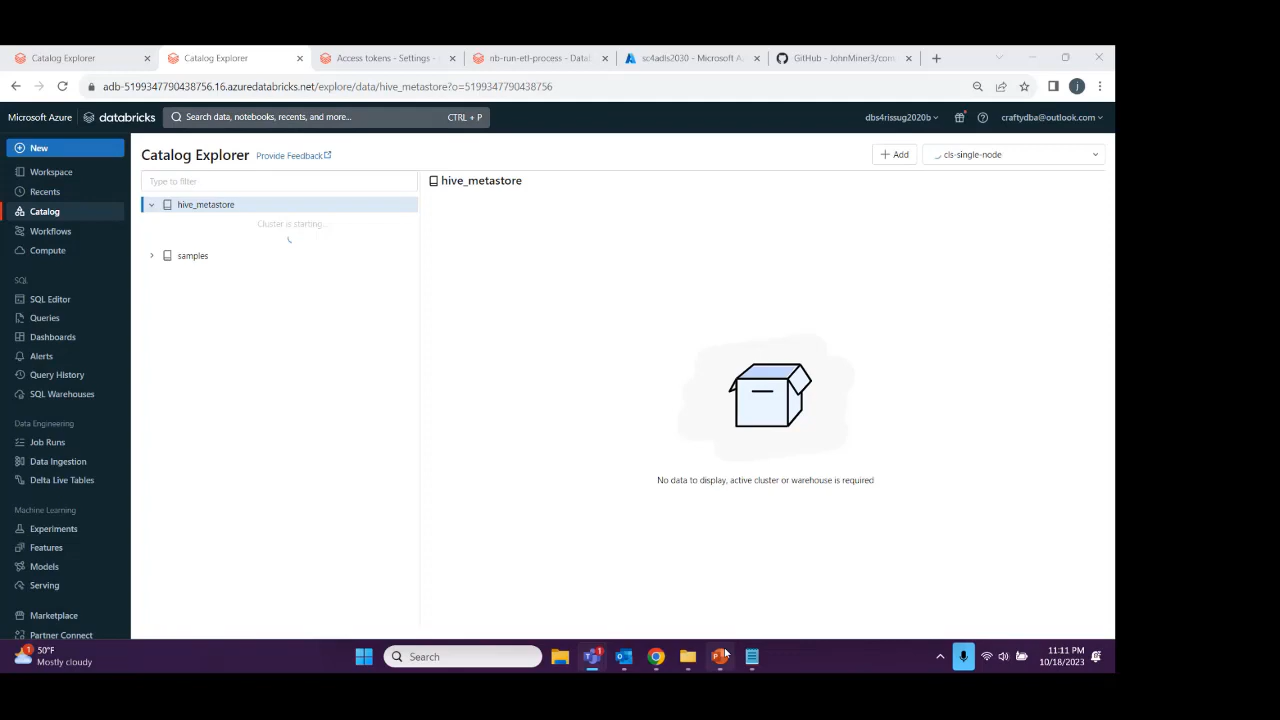 Catalog Explorer
Catalog Explorer
Access tokens - Settings -
nb-run-etl-process - Datab
sc4adls2030 - Microsoft A
GitHub - JohnMiner3/con
adb-5199347790438756.16.azuredatabricks.net/explore/data/hive_metastore?o=5199347790438756
j
Microsoft Azure
databricks
Search data, notebooks, recents, and more...
CTRL + P
dbs4rissug2020b
craftydba@outlook.com
New
Workspace
Recents
Catalog
Workflows
Compute
SQL
SQL Editor
Queries
Dashboards
Alerts
Query History
SQL Warehouses
Data Engineering
Job Runs
Data Ingestion
Delta Live Tables
Machine Learning
Experiments
Features
Models
Serving
Marketplace
Partner Connect
Catalog Explorer
Provide Feedback
+ Add
cls-single-node
Type to filter
hive_metastore
Cluster is starting...
samples
hive_metastore
No data to display, active cluster or warehouse is required
1
50°F
Mostly cloudy
Search
1
11:11 PM
10/18/2023